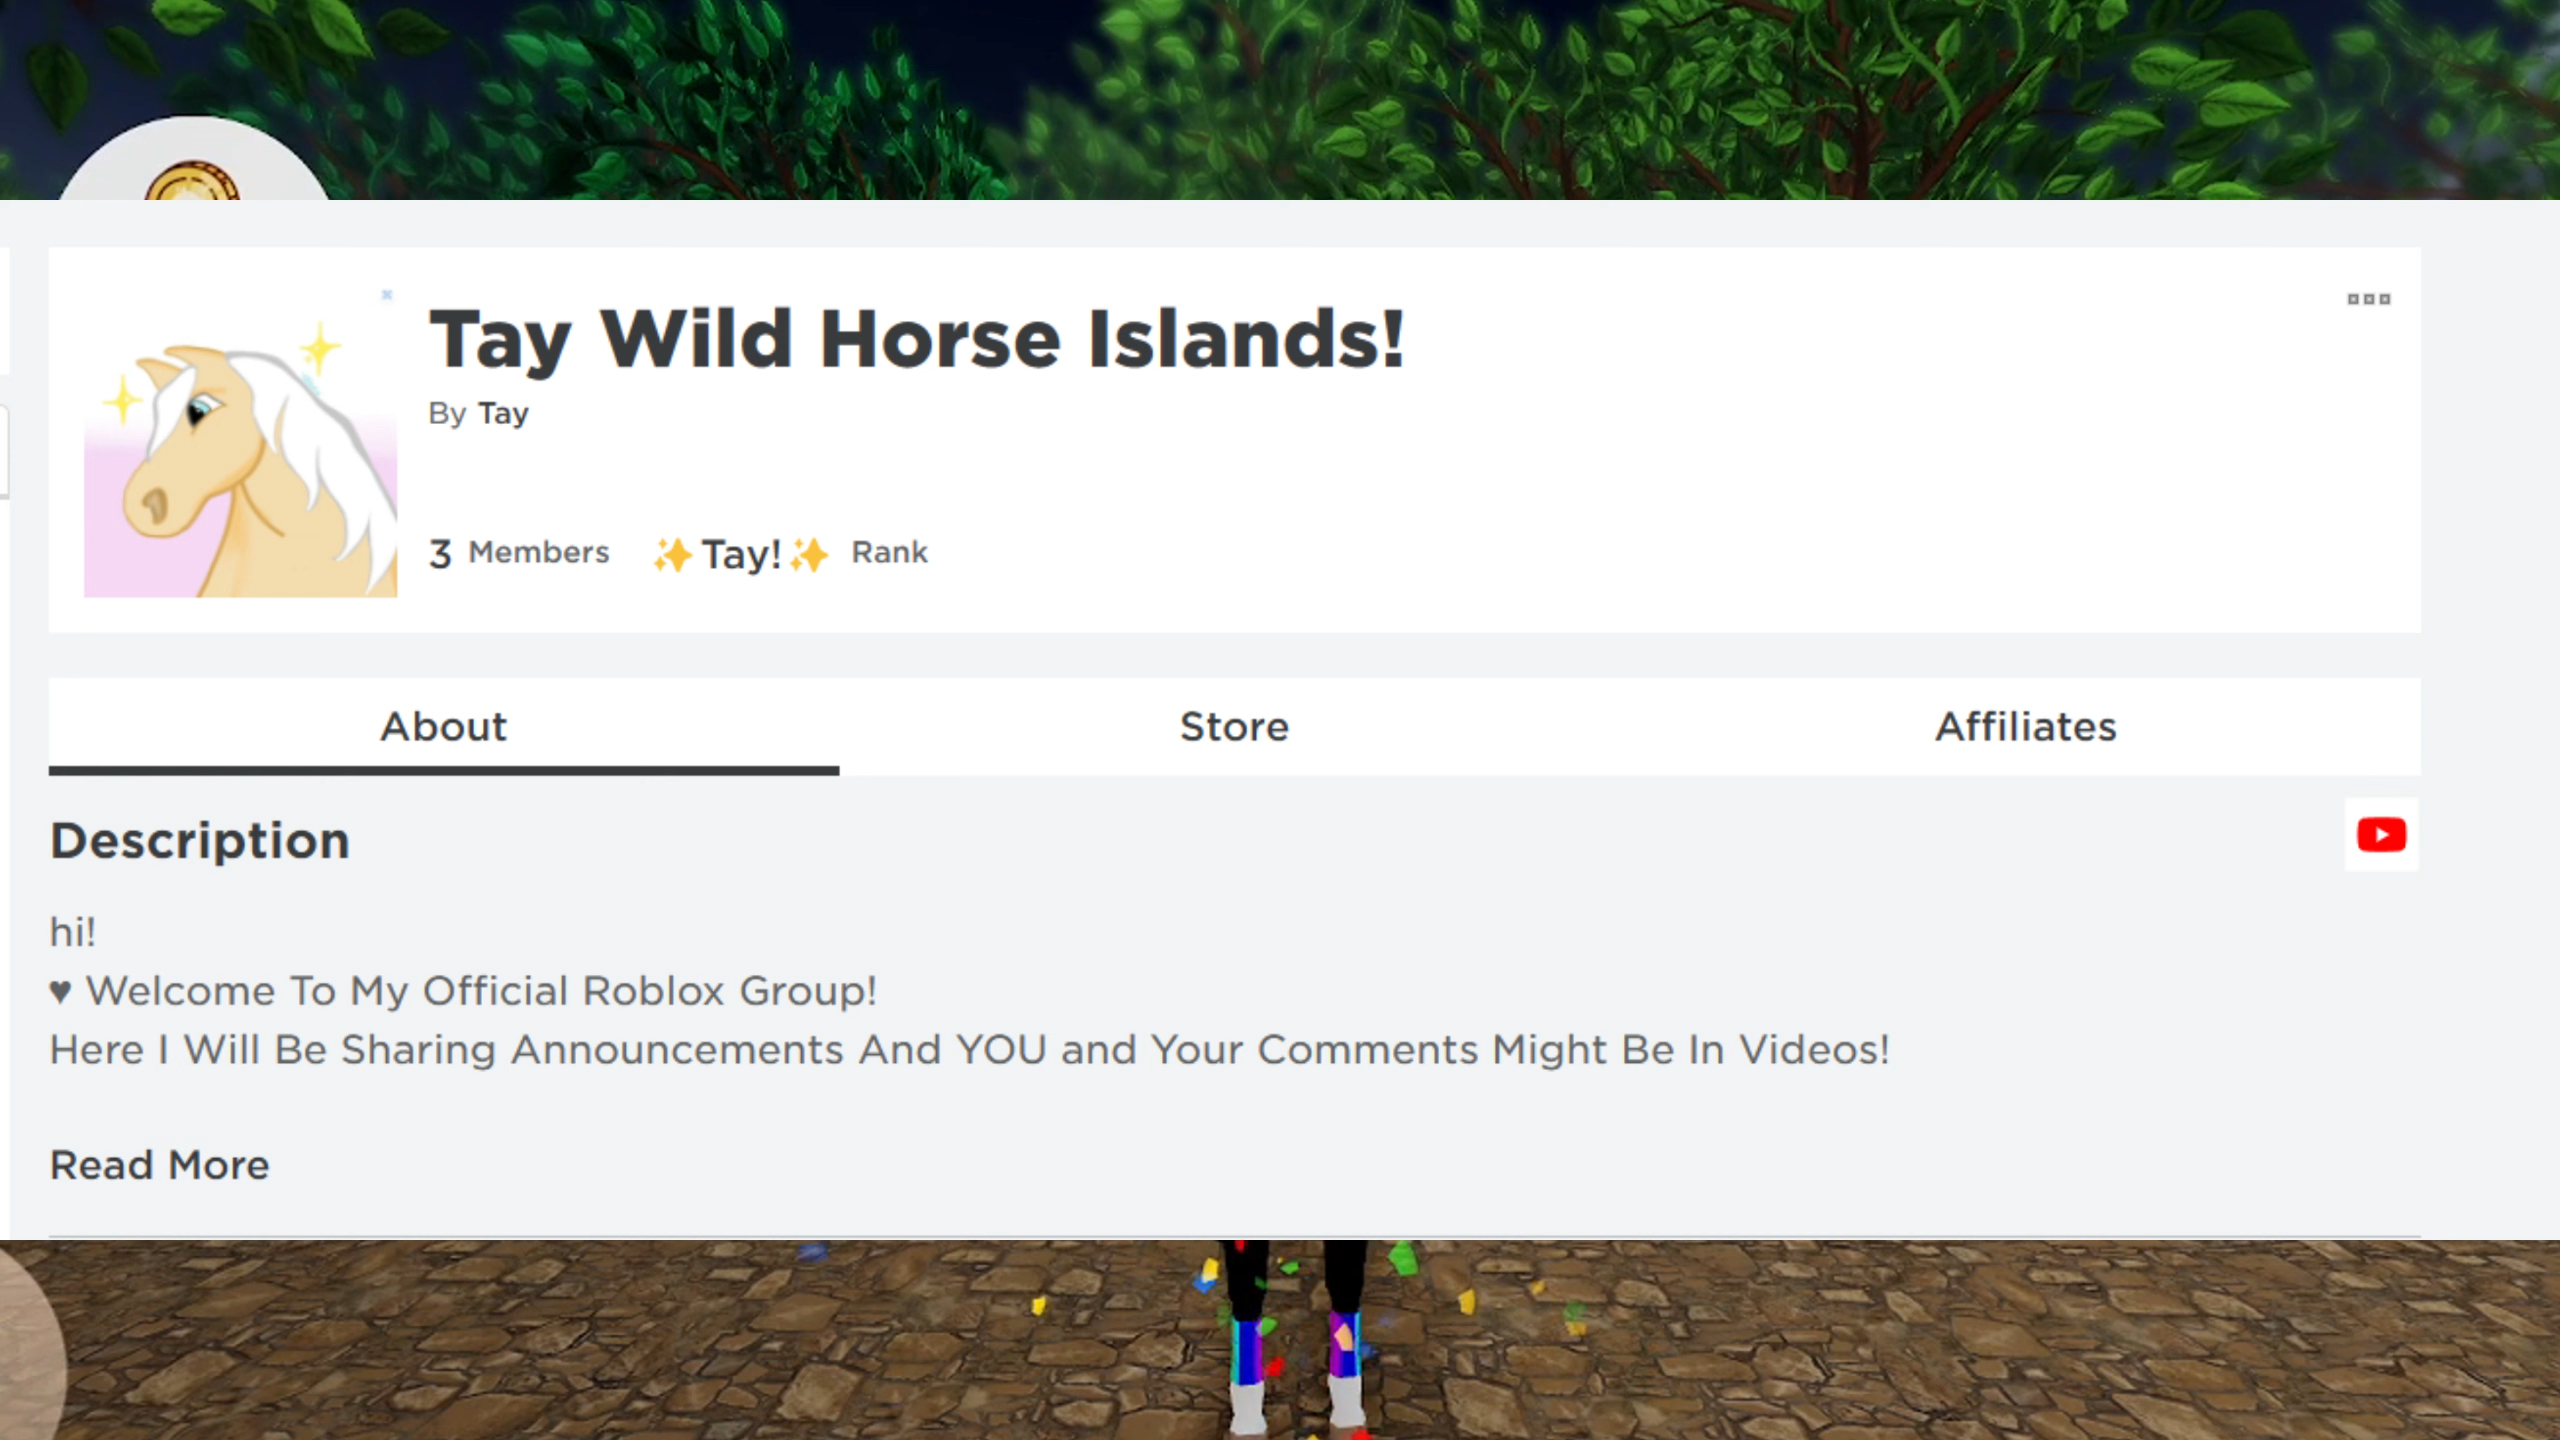 Tay Wild Horse Islands!
By Tay
3 Members ✨Tay!✨ Rank
About Store Affiliates
Description
hi!
♥ Welcome To My Official Roblox Group!
Here I Will Be Sharing Announcements And YOU and Your Comments Might Be In Videos!
Read More